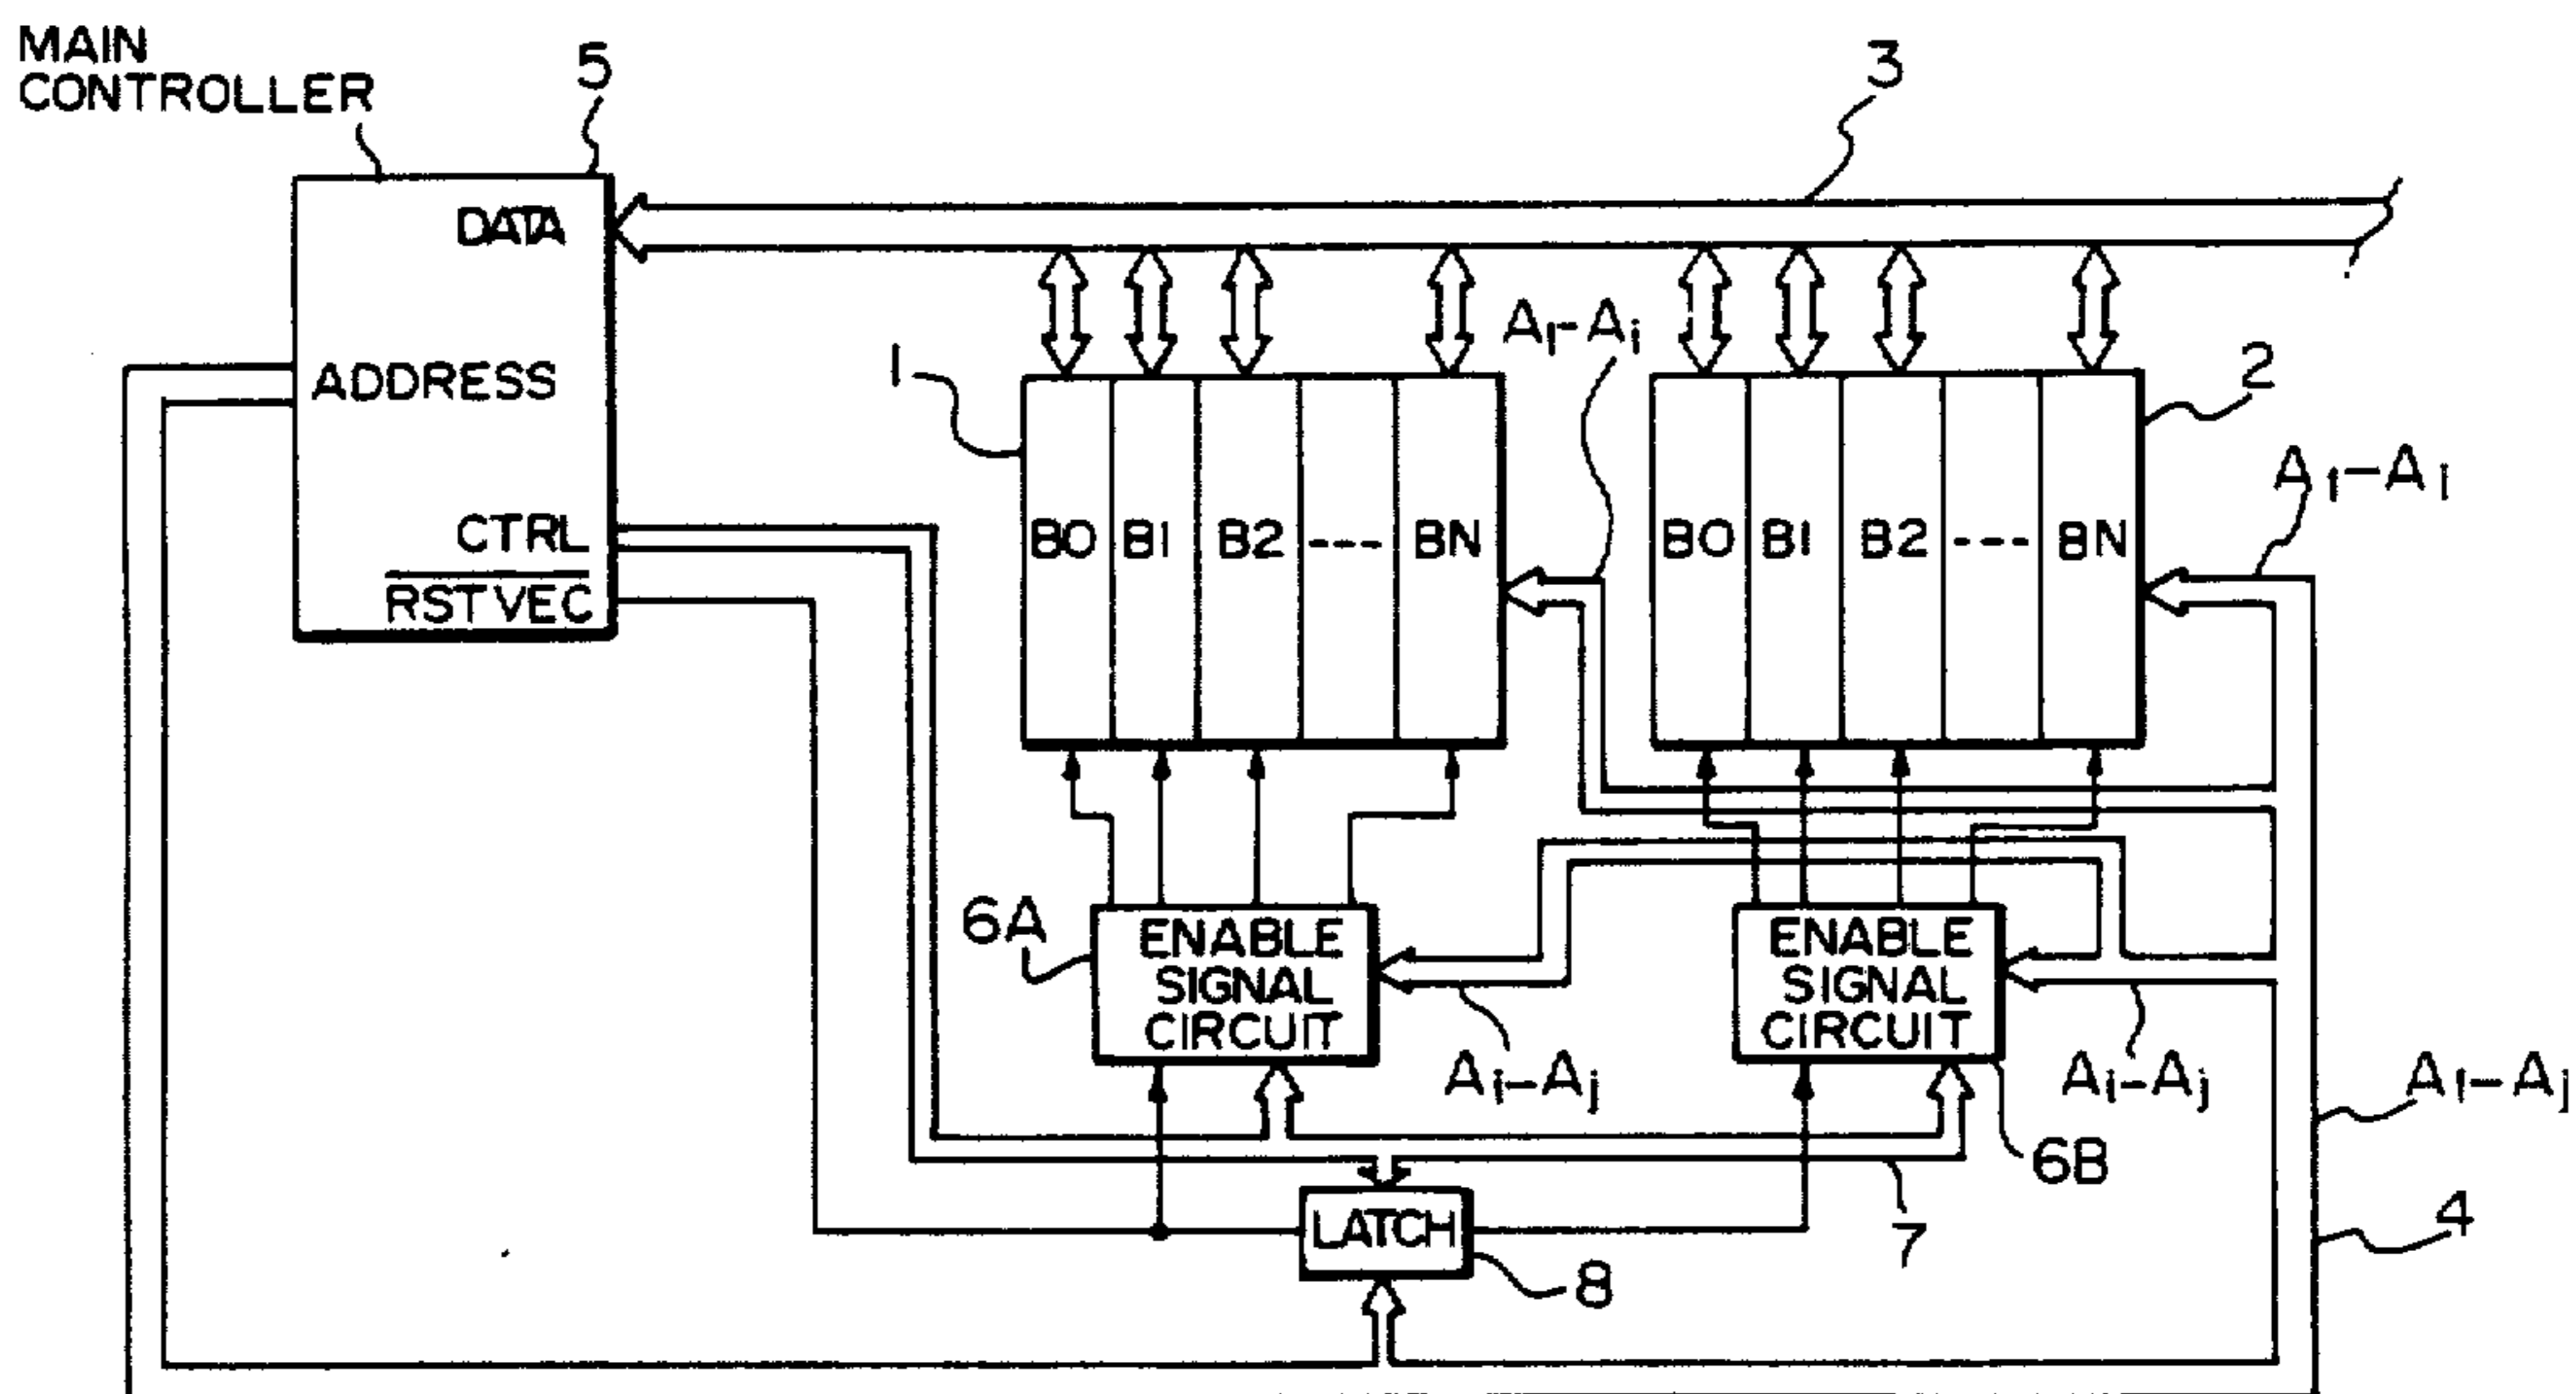 MAIN
CONTROLLER
5
3
DATA
A₁-Aᵢ
1
2
ADDRESS
A₁-Aᵢ
CTRL
B0 B1 B2 --- BN
B0 B1 B2 --- BN
RSTVEC
6A
ENABLE
SIGNAL
CIRCUIT
ENABLE
SIGNAL
CIRCUIT
Aᵢ-Aⱼ
Aᵢ-Aⱼ
A₁-Aⱼ
6B
LATCH
7
4
8